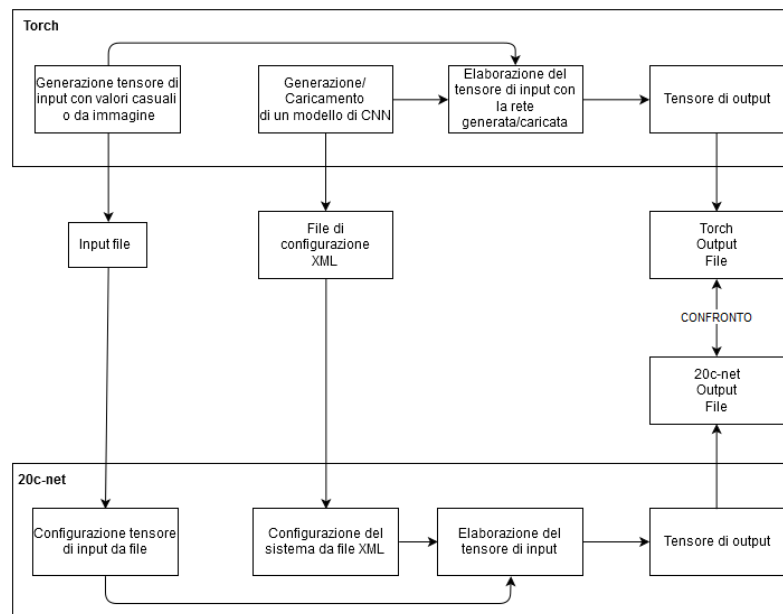 Torch
Generazione tensore di
input con valori casuali
o da immagine
Generazione/
Caricamento
di un modello di CNN
Elaborazione del
tensore di input con
la rete
generata/caricata
Tensore di output
Input file
File di
configurazione
XML
Torch
Output
File
CONFRONTO
20c-net
Output
File
20c-net
Configurazione tensore
di input da file
Configurazione del
sistema da file XML
Elaborazione del
tensore di input
Tensore di output